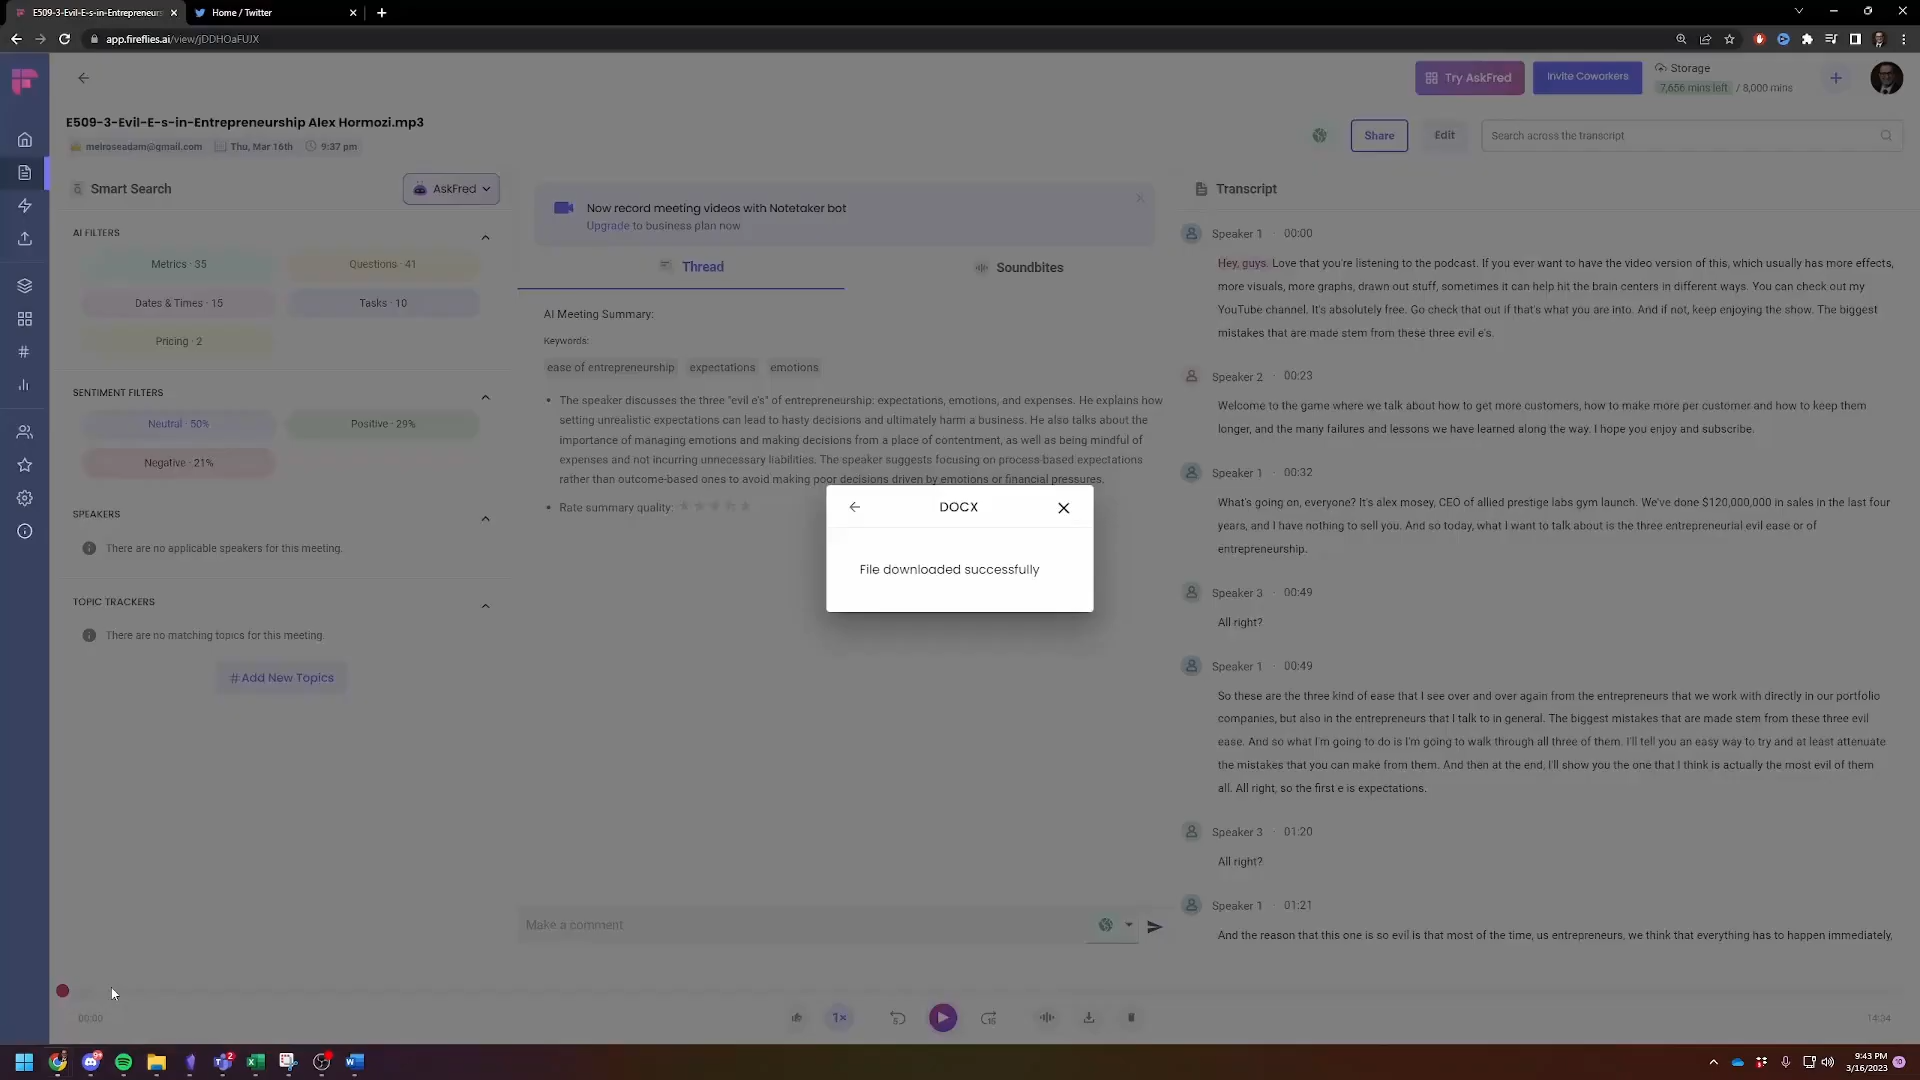 E509-3-Evil-E-s-in-Entrepreneurs
Home / Twitter
app.fireflies.ai/view/jDDHOaFUJX
Try AskFred
Invite Coworkers
Storage
7,656 mins left / 8,000 mins
E509-3-Evil-E-s-in-Entrepreneurship Alex Hormozi.mp3
melroseadam@gmail.com
Thu, Mar 16th
9:37 pm
Share
Edit
Search across the transcript
Smart Search
AskFred
AI FILTERS
Metrics · 35
Questions · 41
Dates & Times · 15
Tasks · 10
Pricing · 2
SENTIMENT FILTERS
Neutral · 50%
Positive · 29%
Negative · 21%
SPEAKERS
There are no applicable speakers for this meeting.
TOPIC TRACKERS
There are no matching topics for this meeting.
#Add New Topics
Now record meeting videos with Notetaker bot
Upgrade to business plan now
Thread
Soundbites
AI Meeting Summary:
Keywords:
ease of entrepreneurship
expectations
emotions
The speaker discusses the three "evil e's" of entrepreneurship: expectations, emotions, and expenses. He explains how
setting unrealistic expectations can lead to hasty decisions and ultimately harm a business. He also talks about the
importance of managing emotions and making decisions from a place of contentment, as well as being mindful of
expenses and not incurring unnecessary liabilities. The speaker suggests focusing on process-based expectations
rather than outcome-based ones to avoid making poor decisions driven by emotions or financial pressures.
Rate summary quality:
DOCX
File downloaded successfully
Make a comment
Transcript
Speaker 1 · 00:00
Hey, guys. Love that you're listening to the podcast. If you ever want to have the video version of this, which usually has more effects,
more visuals, more graphs, drawn out stuff, sometimes it can help hit the brain centers in different ways. You can check out my
YouTube channel. It's absolutely free. Go check that out if that's what you are into. And if not, keep enjoying the show. The biggest
mistakes that are made stem from these three evil e's.
Speaker 2 · 00:23
Welcome to the game where we talk about how to get more customers, how to make more per customer and how to keep them
longer, and the many failures and lessons we have learned along the way. I hope you enjoy and subscribe.
Speaker 1 · 00:32
What's going on, everyone? It's alex mosey, CEO of allied prestige labs gym launch. We've done $120,000,000 in sales in the last four
years, and I have nothing to sell you. And so today, what I want to talk about is the three entrepreneurial evil ease or of
entrepreneurship.
Speaker 3 · 00:49
All right?
Speaker 1 · 00:49
So these are the three kind of ease that I see over and over again from the entrepreneurs that we work with directly in our portfolio
companies, but also in the entrepreneurs that I talk to in general. The biggest mistakes that are made stem from these three evil
ease. And so what I'm going to do is I'm going to walk through all three of them. I'll tell you an easy way to try and at least attenuate
the mistakes that you can make from them. And then at the end, I'll show you the one that I think is actually the most evil of them
all. All right, so the first e is expectations.
Speaker 3 · 01:20
All right?
Speaker 1 · 01:21
And the reason that this one is so evil is that most of the time, us entrepreneurs, we think that everything has to happen immediately,
00:00
1×
5
15
14:04
9:43 PM
3/16/2023
10